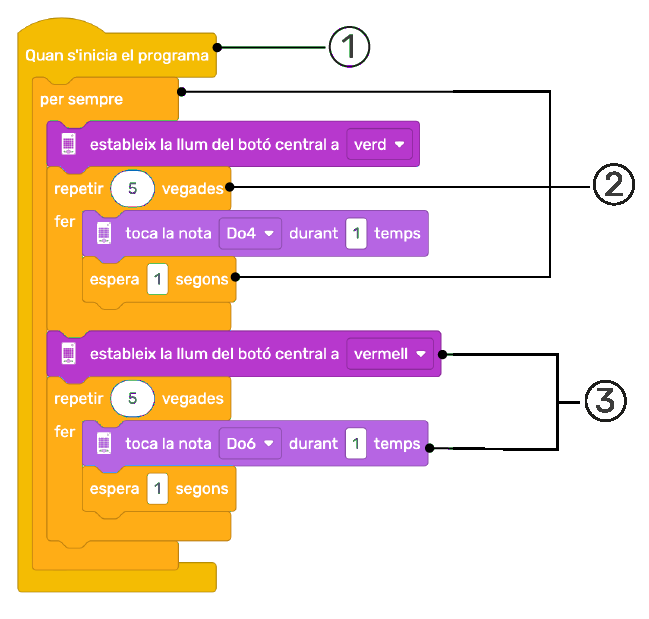 Quan s'inicia el programa
1
per sempre
estableix la llum del botó central a verd
repetir 5 vegades
2
fer
toca la nota Do4 durant 1 temps
espera 1 segons
estableix la llum del botó central a vermell
repetir 5 vegades
3
fer
toca la nota Do6 durant 1 temps
espera 1 segons